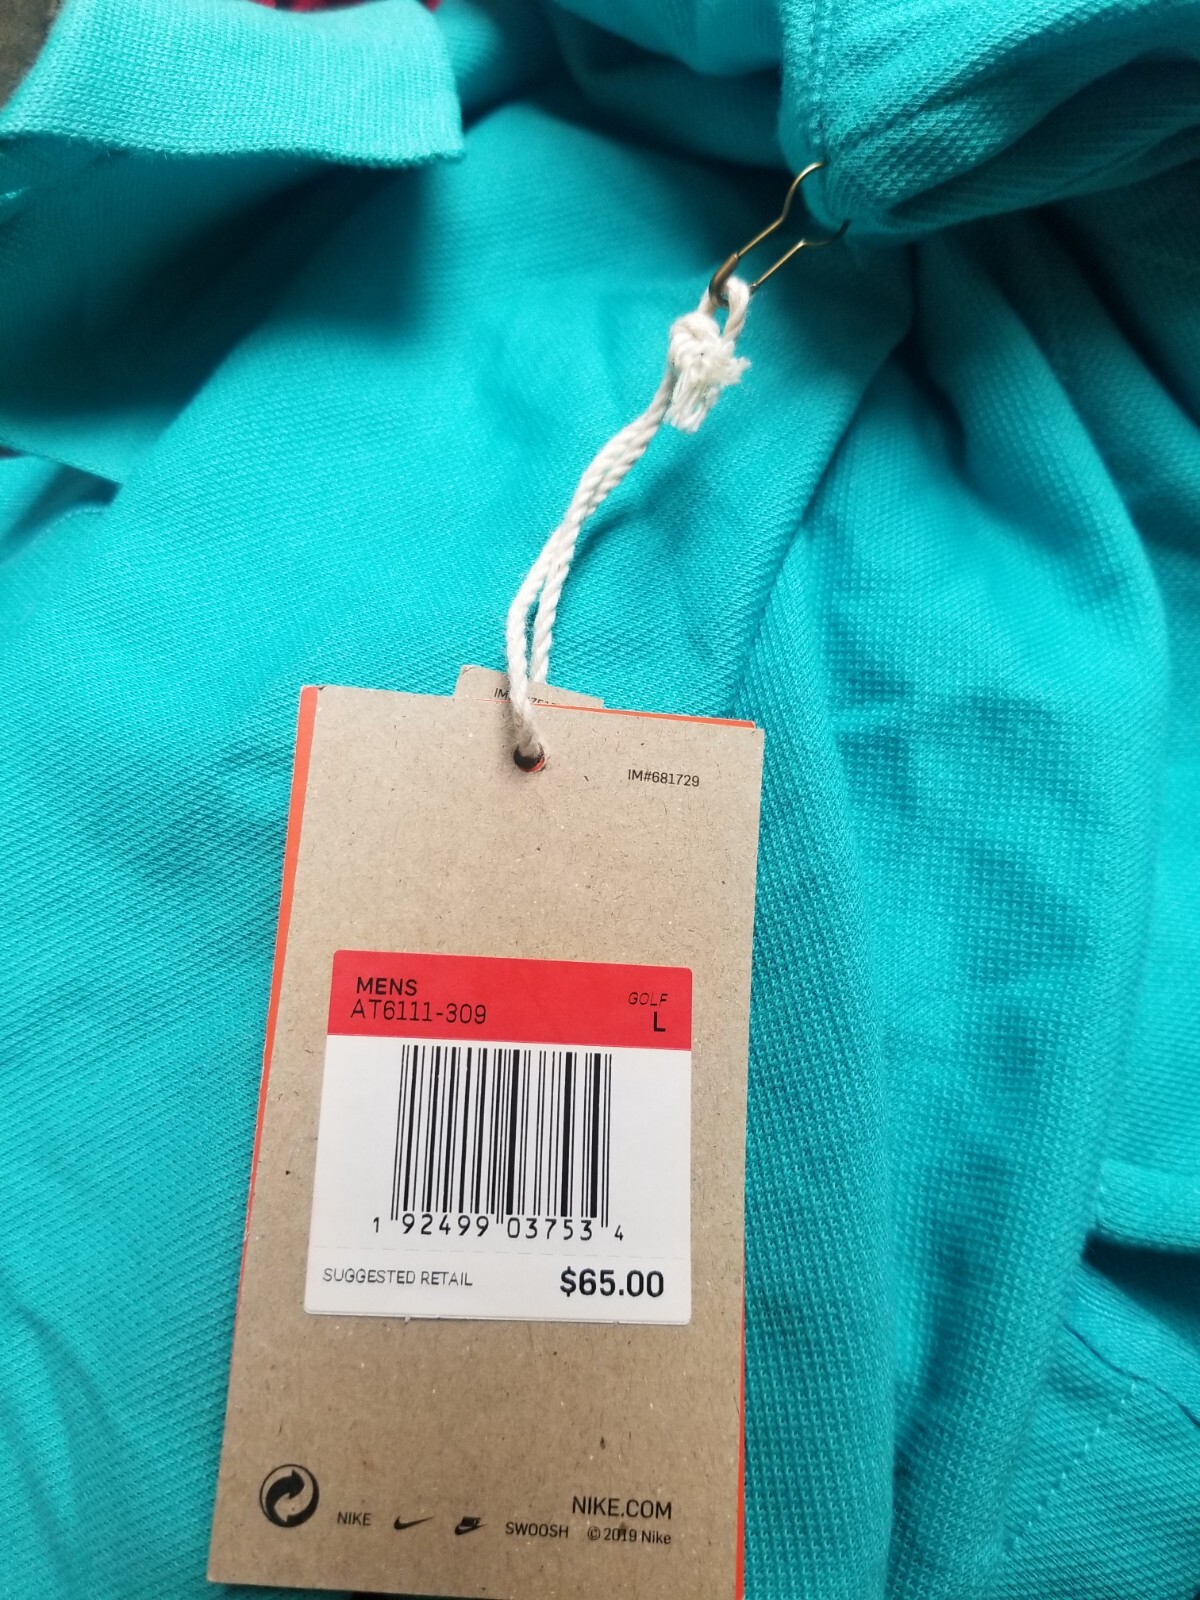 IM#681729
MENS
AT6111-309
GOLF
L
1 92499 03753 4
SUGGESTED RETAIL $65.00
NIKE.COM
NIKE SWOOSH © 2019 Nike